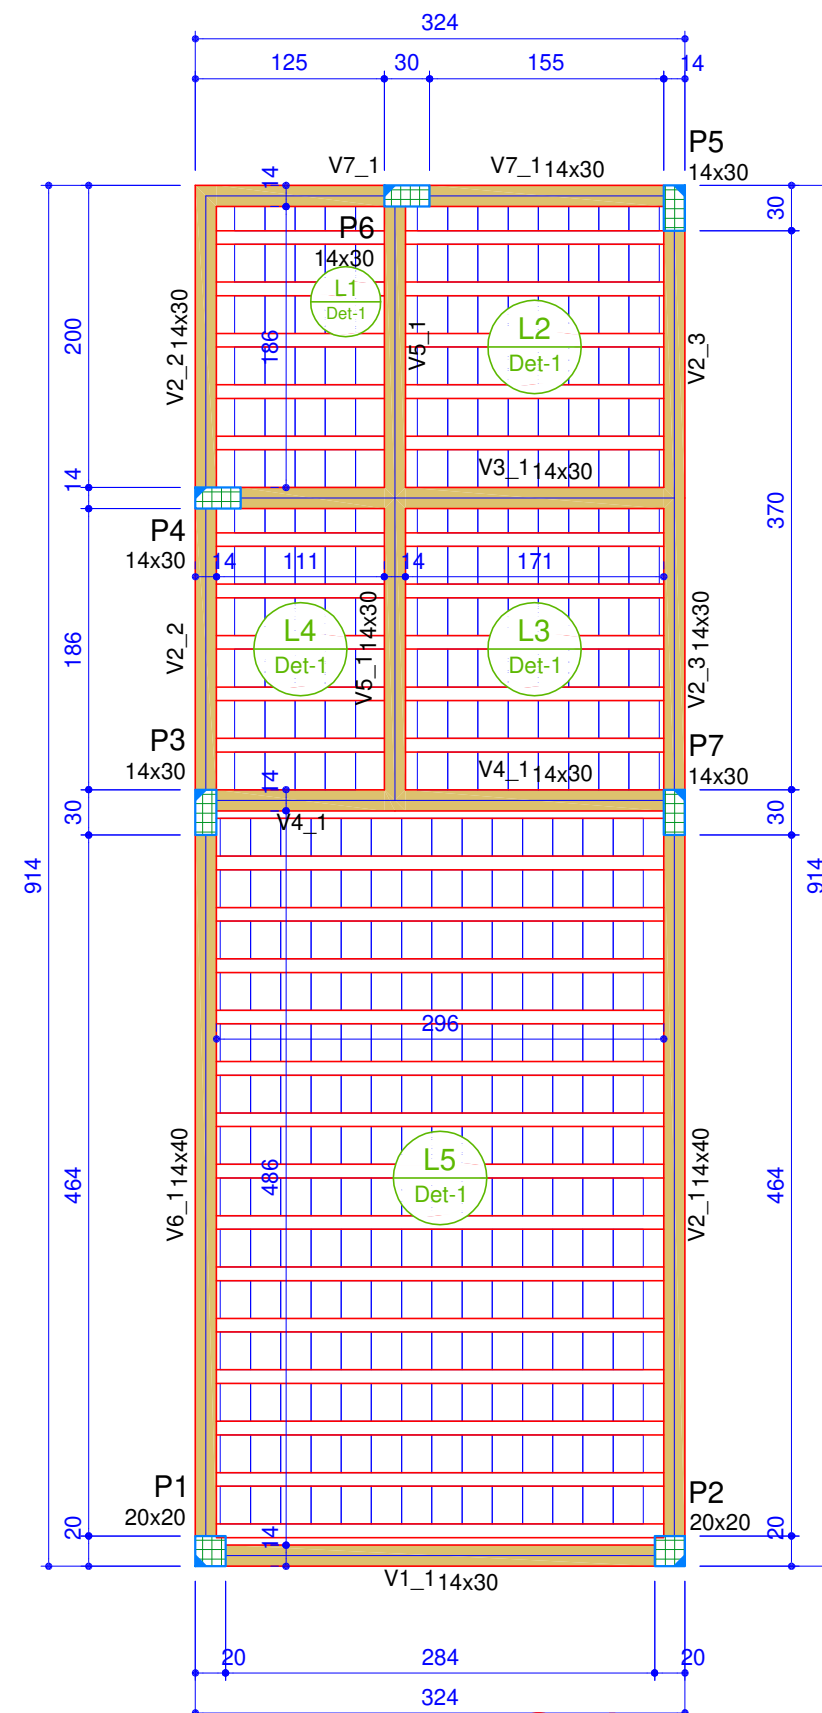 324
125 30 155 14
P5
14x30
V7_1
V7_1 14x30
14
30
P6
14x30
L1
Det-1
L2
Det-1
V2_2 14x30
200
186
V5_1
V2_3
370
14
V3_1 14x30
P4
14x30
14 111 14 171
186
V2_2
L4
Det-1
V5_1 14x30
L3
Det-1
V2_3 14x30
P3
14x30
14
V4_1 14x30
P7
14x30
30
V4_1
30
914
914
296
V6_1 14x40
464
486
L5
Det-1
V2_1 14x40
464
P1
20x20
P2
20x20
20
14
20
V1_1 14x30
20 284 20
324